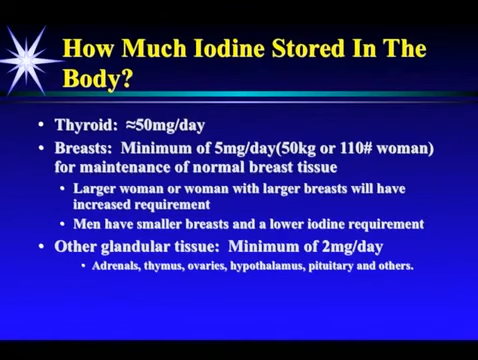 How Much Iodine Stored In The
Body?
• Thyroid: ≈50mg/day
• Breasts: Minimum of 5mg/day(50kg or 110# woman)
for maintenance of normal breast tissue
• Larger woman or woman with larger breasts will have
increased requirement
• Men have smaller breasts and a lower iodine requirement
• Other glandular tissue: Minimum of 2mg/day
• Adrenals, thymus, ovaries, hypothalamus, pituitary and others.